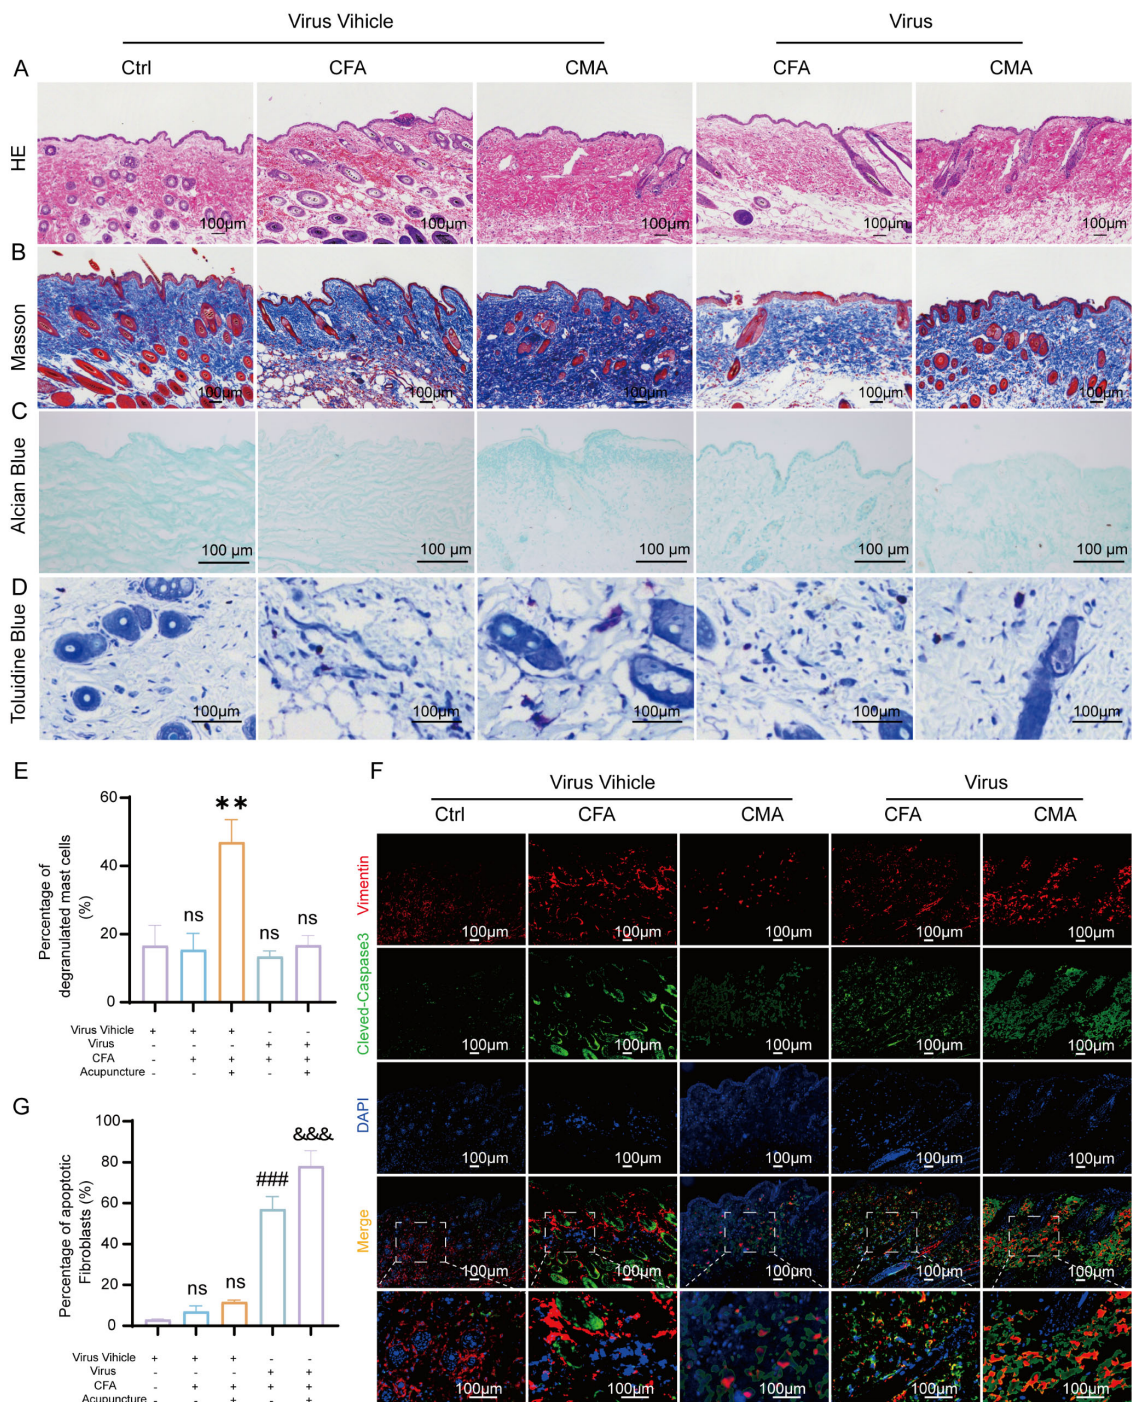 Virus Vihicle Virus
A Ctrl CFA CMA CFA CMA
HE
100μm 100μm 100μm 100μm 100μm
B
Masson
100μm 100μm 100μm 100μm 100μm
C
Alcian Blue
100 μm 100 μm 100 μm 100 μm 100 μm
D
Toluidine Blue
100μm 100μm 100μm 100μm 100μm
E
Percentage of
degranulated mast cells
(%)
60
40
20
0
ns ** ns ns
Virus Vihicle + + + - -
Virus - - - + +
CFA - + + + +
Acupuncture - - + - +
F
Virus Vihicle Virus
Ctrl CFA CMA CFA CMA
Vimentin
100μm 100μm 100μm 100μm 100μm
Cleved-Caspase3
100μm 100μm 100μm 100μm 100μm
DAPI
100μm 100μm 100μm 100μm 100μm
Merge
100μm 100μm 100μm 100μm 100μm
100μm 100μm 100μm 100μm 100μm
G
Percentage of apoptotic
Fibroblasts (%)
100
80
60
40
20
0
ns ns ### &&&
Virus Vihicle + + + - -
Virus - - - + +
CFA - + + + +
Acupuncture - - + - +